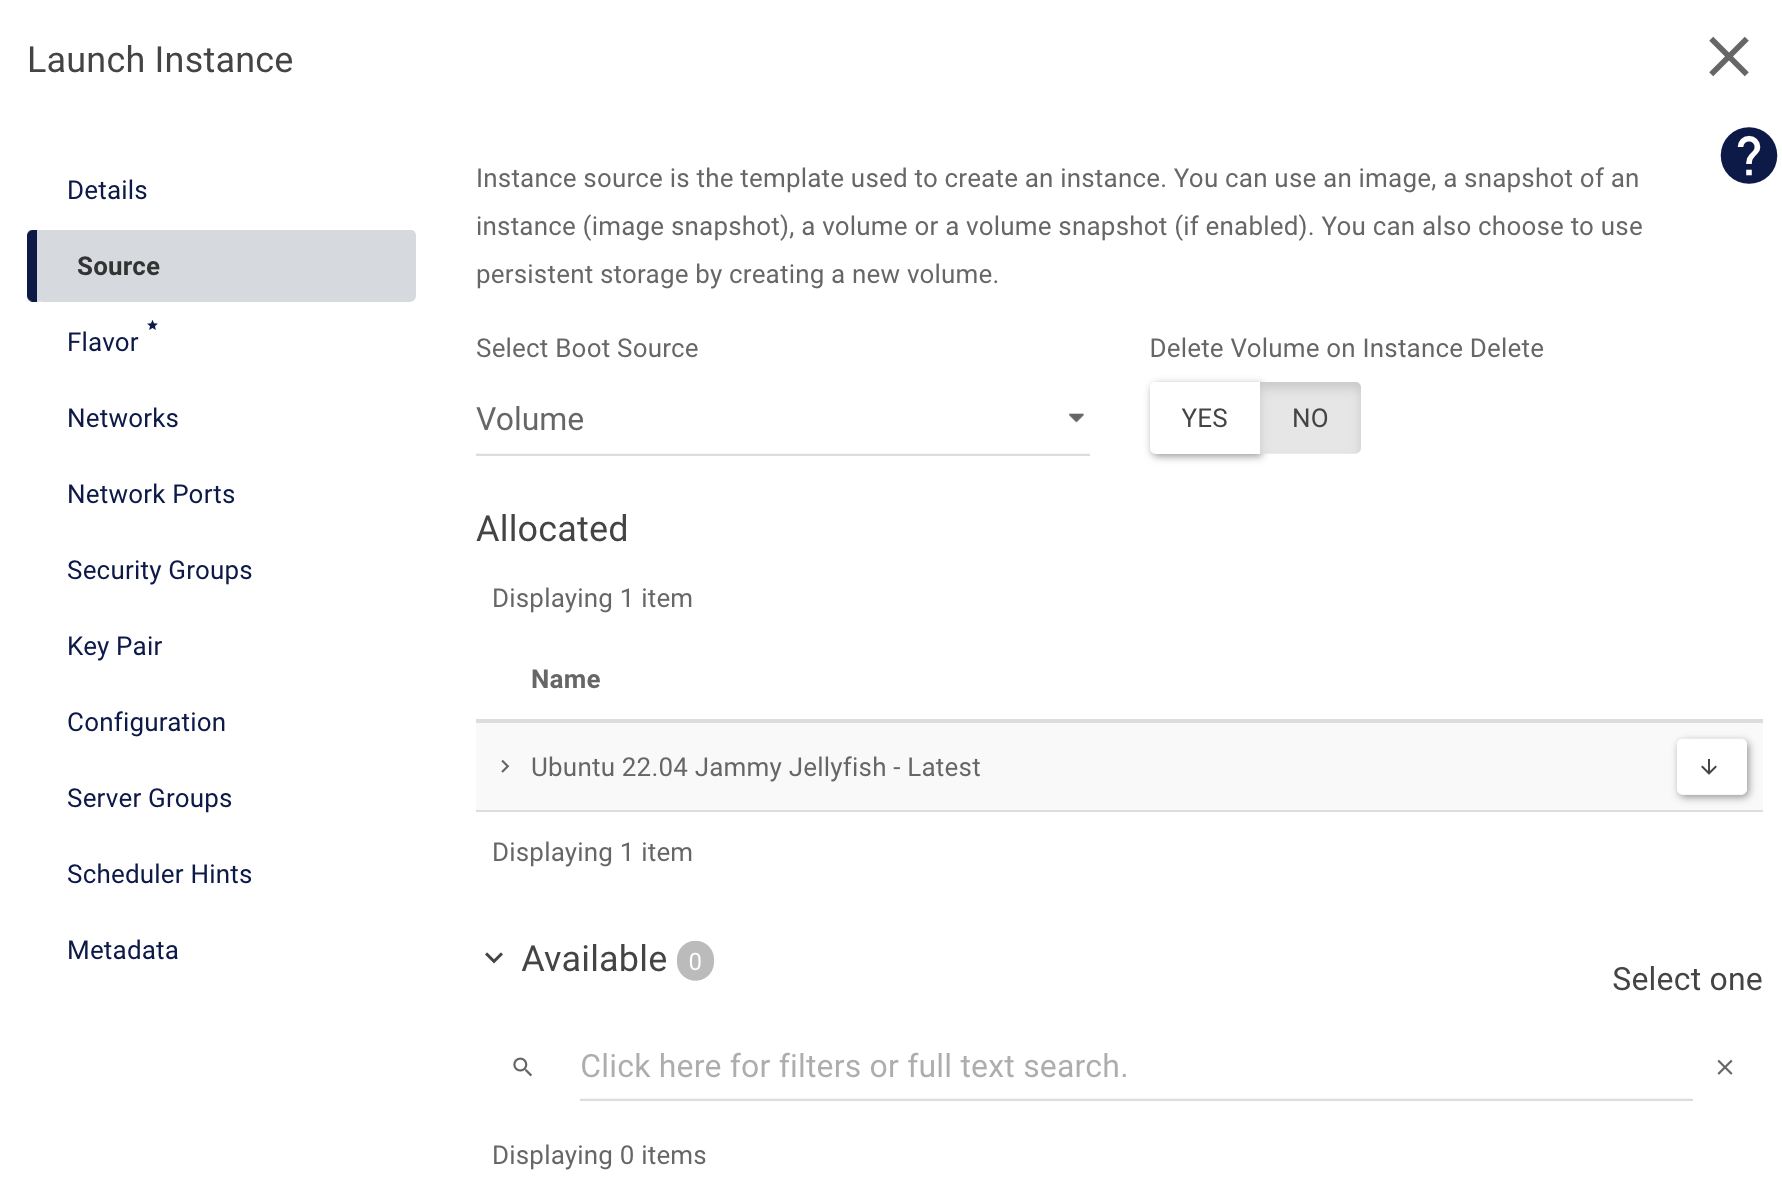 Launch Instance
Details
Source
Flavor
Networks
Network Ports
Security Groups
Key Pair
Configuration
Server Groups
Scheduler Hints
Metadata
Instance source is the template used to create an instance. You can use an image, a snapshot of an
instance (image snapshot), a volume or a volume snapshot (if enabled). You can also choose to use
persistent storage by creating a new volume.
Select Boot Source
Volume
Delete Volume on Instance Delete
YES NO
Allocated
Displaying 1 item
Name
Ubuntu 22.04 Jammy Jellyfish - Latest
Displaying 1 item
Available 0
Select one
Click here for filters or full text search.
Displaying 0 items